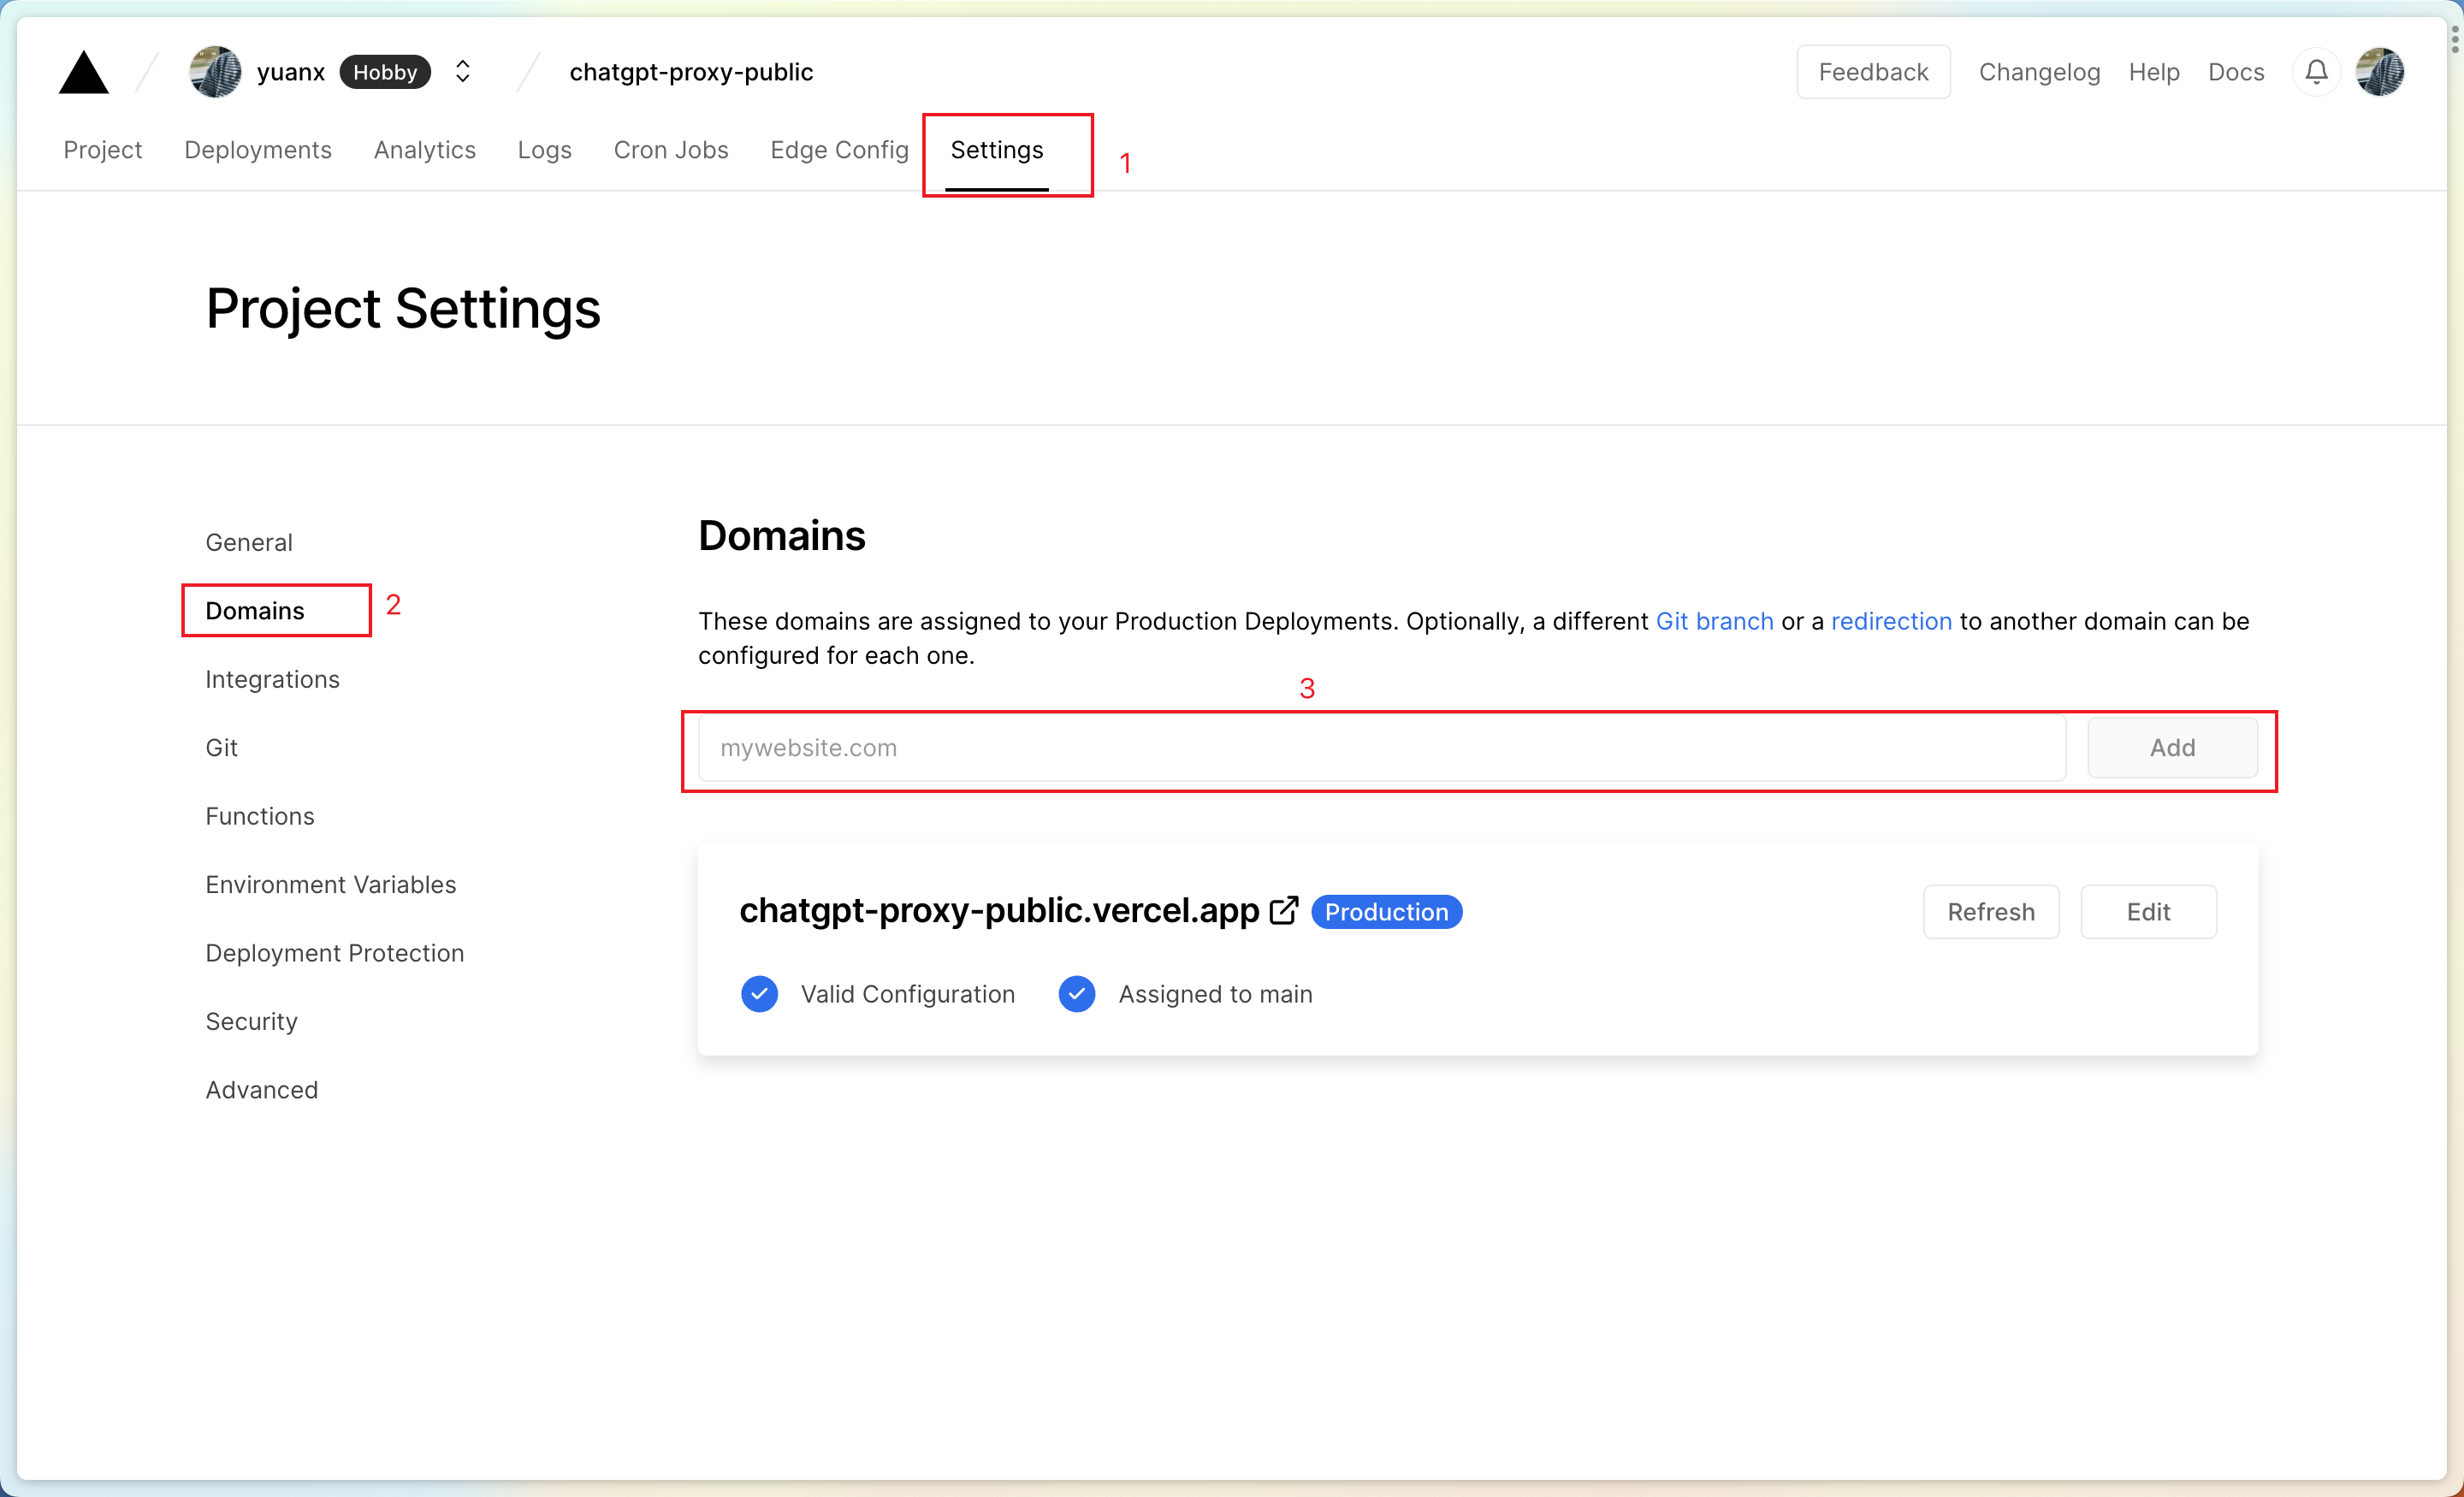 yuanx Hobby chatgpt-proxy-public Feedback Changelog Help Docs
Project Deployments Analytics Logs Cron Jobs Edge Config Settings 1
Project Settings
General
Domains 2
Integrations
Git
Functions
Environment Variables
Deployment Protection
Security
Advanced
Domains
These domains are assigned to your Production Deployments. Optionally, a different Git branch or a redirection to another domain can be
configured for each one.
3
mywebsite.com Add
chatgpt-proxy-public.vercel.app Production Refresh Edit
Valid Configuration Assigned to main